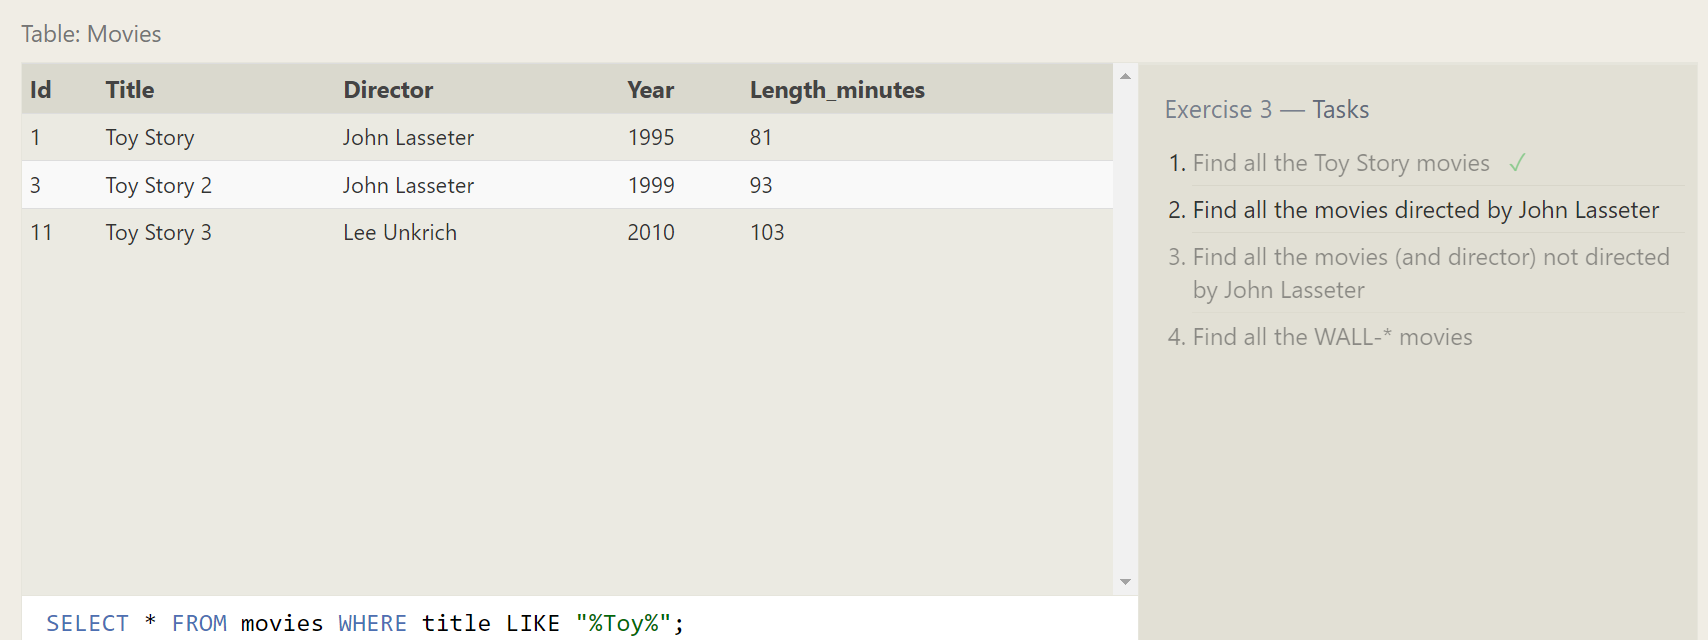 Table: Movies
Id Title Director Year Length_minutes
1 Toy Story John Lasseter 1995 81
3 Toy Story 2 John Lasseter 1999 93
11 Toy Story 3 Lee Unkrich 2010 103
SELECT * FROM movies WHERE title LIKE "%Toy%";
Exercise 3 — Tasks
1. Find all the Toy Story movies ✓
2. Find all the movies directed by John Lasseter
3. Find all the movies (and director) not directed
by John Lasseter
4. Find all the WALL-* movies